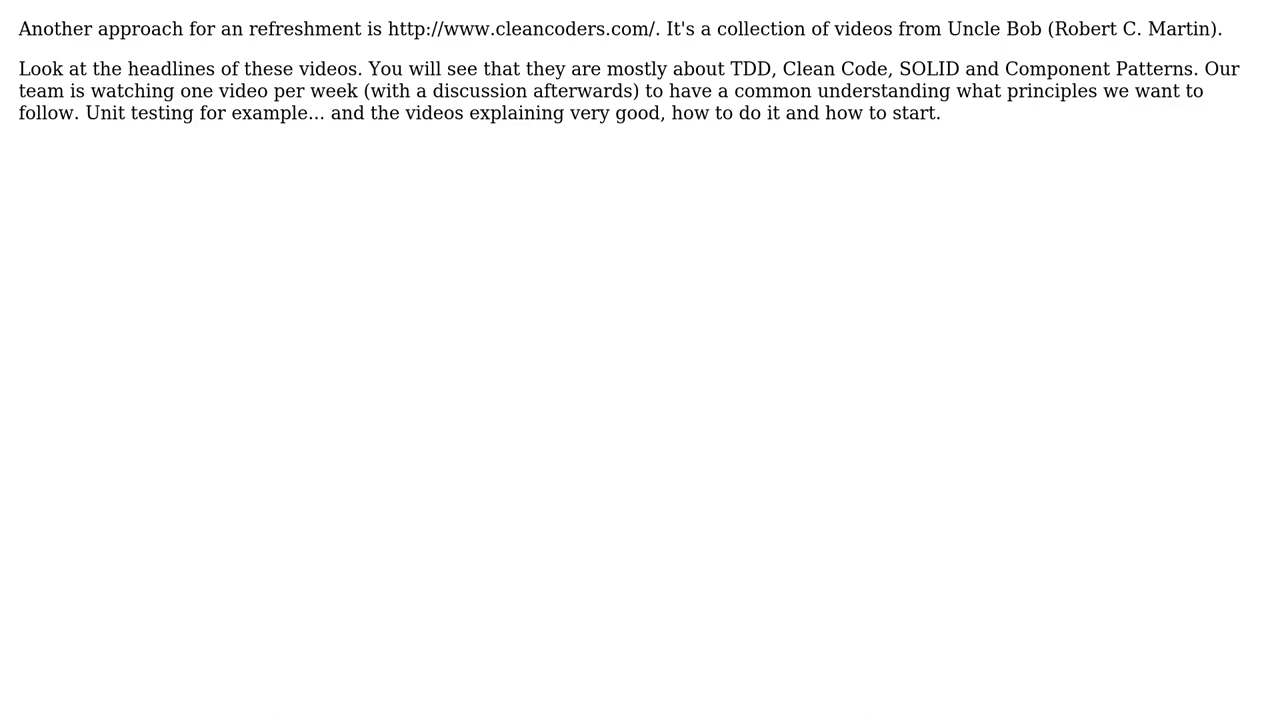 Another approach for an refreshment is http://www.cleancoders.com/. It's a collection of videos from Uncle Bob (Robert C. Martin).
Look at the headlines of these videos. You will see that they are mostly about TDD, Clean Code, SOLID and Component Patterns. Our
team is watching one video per week (with a discussion afterwards) to have a common understanding what principles we want to
follow. Unit testing for example... and the videos explaining very good, how to do it and how to start.